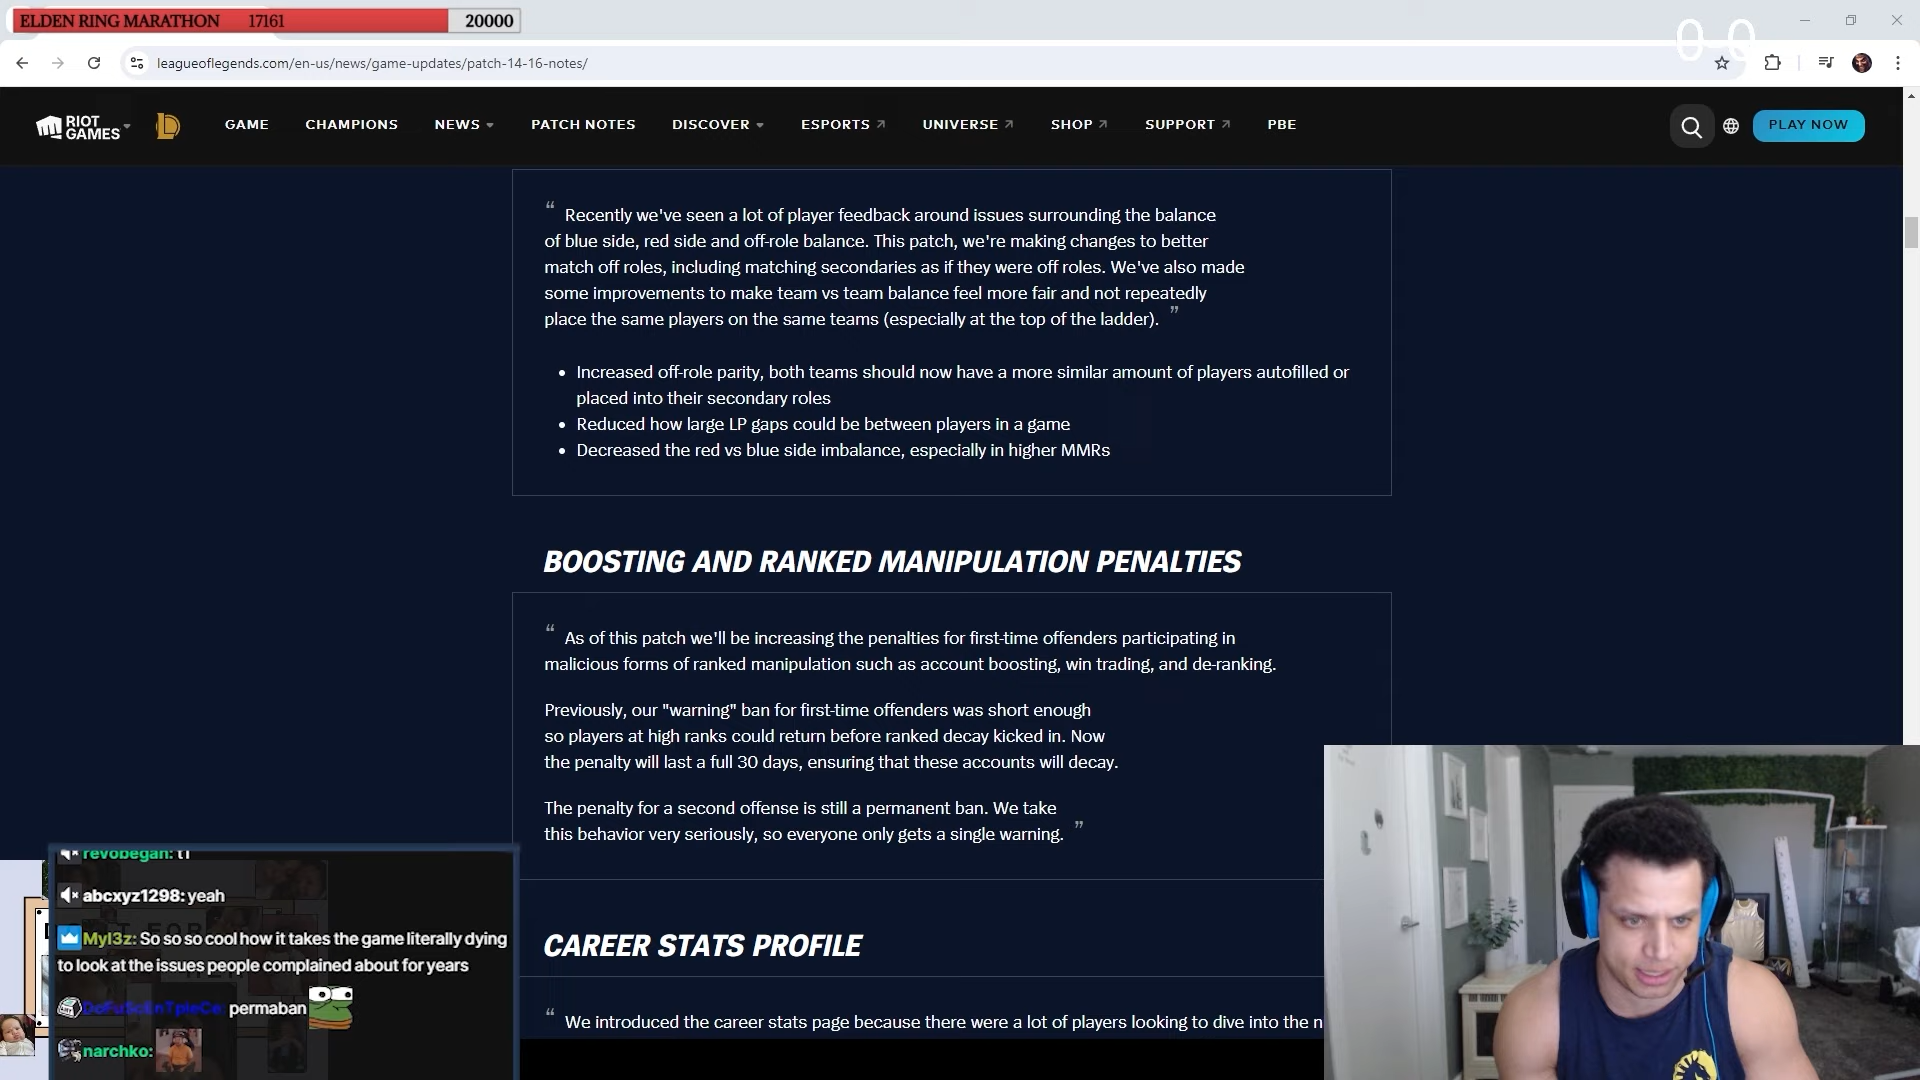 ELDEN RING MARATHON 17161 20000
0-0
leagueoflegends.com/en-us/news/game-updates/patch-14-16-notes/
RIOT GAMES
GAME CHAMPIONS NEWS PATCH NOTES DISCOVER ESPORTS UNIVERSE SHOP SUPPORT PBE PLAY NOW
“ Recently we've seen a lot of player feedback around issues surrounding the balance
of blue side, red side and off-role balance. This patch, we're making changes to better
match off roles, including matching secondaries as if they were off roles. We've also made
some improvements to make team vs team balance feel more fair and not repeatedly
place the same players on the same teams (especially at the top of the ladder). ”
• Increased off-role parity, both teams should now have a more similar amount of players autofilled or
placed into their secondary roles
• Reduced how large LP gaps could be between players in a game
• Decreased the red vs blue side imbalance, especially in higher MMRs
BOOSTING AND RANKED MANIPULATION PENALTIES
“ As of this patch we'll be increasing the penalties for first-time offenders participating in
malicious forms of ranked manipulation such as account boosting, win trading, and de-ranking.
Previously, our "warning" ban for first-time offenders was short enough
so players at high ranks could return before ranked decay kicked in. Now
the penalty will last a full 30 days, ensuring that these accounts will decay.
The penalty for a second offense is still a permanent ban. We take
this behavior very seriously, so everyone only gets a single warning. ”
CAREER STATS PROFILE
“ We introduced the career stats page because there were a lot of players looking to dive into the n
revobegan: t1
abcxyz1298: yeah
Myl3z: So so so cool how it takes the game literally dying
to look at the issues people complained about for years
permaban
narchko: